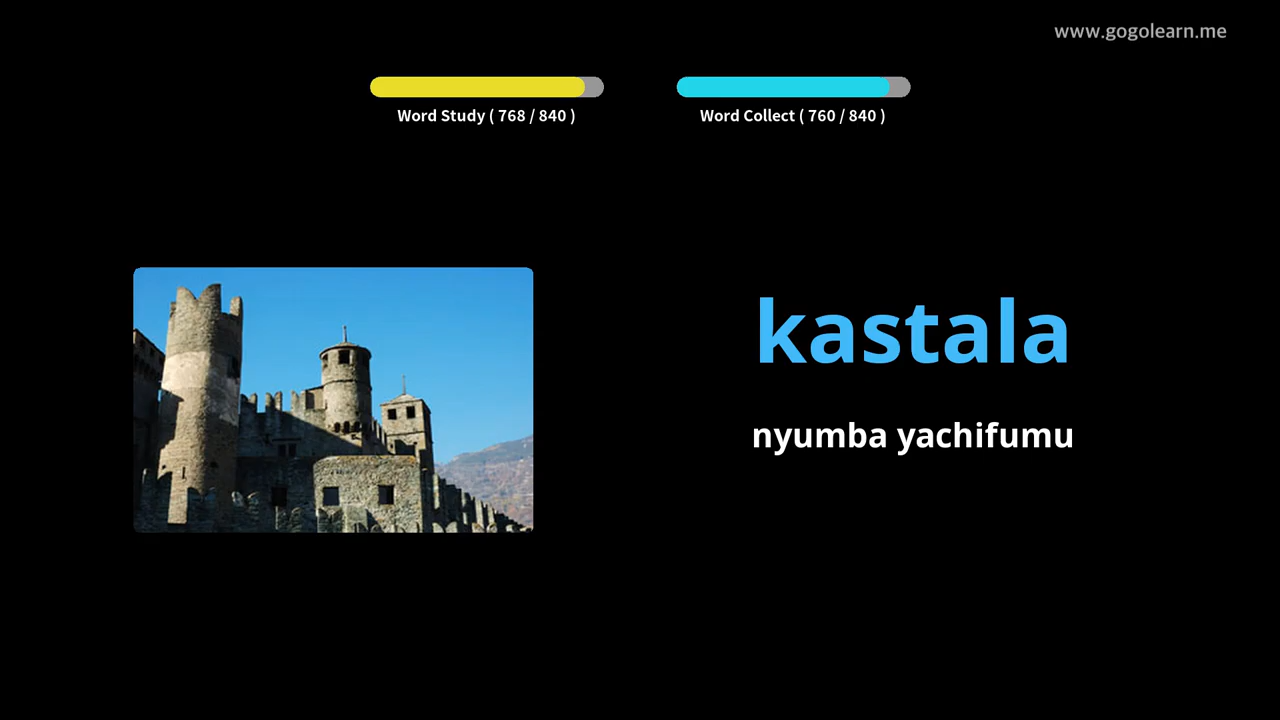 www.gogolearn.me
Word Study ( 768 / 840 )
Word Collect ( 760 / 840 )
kastala
nyumba yachifumu